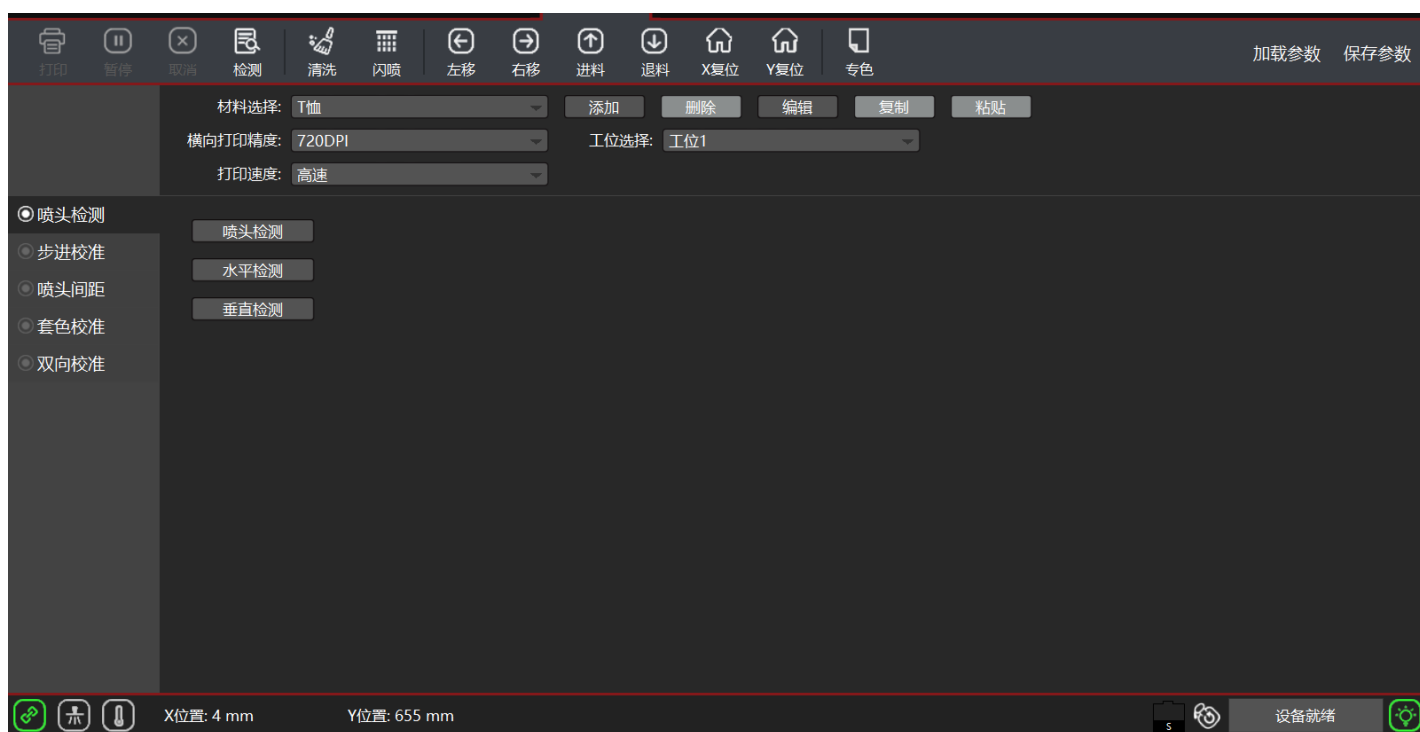 打印 暂停 取消 检测 清洗 闪喷 左移 右移 进料 退料 X复位 Y复位 专色 加载参数 保存参数
材料选择: T恤 添加 删除 编辑 复制 粘贴
横向打印精度: 720DPI 工位选择: 工位1
打印速度: 高速
喷头检测 喷头检测
步进校准 水平检测
喷头间距 垂直检测
套色校准
双向校准
X位置: 4 mm Y位置: 655 mm S 设备就绪